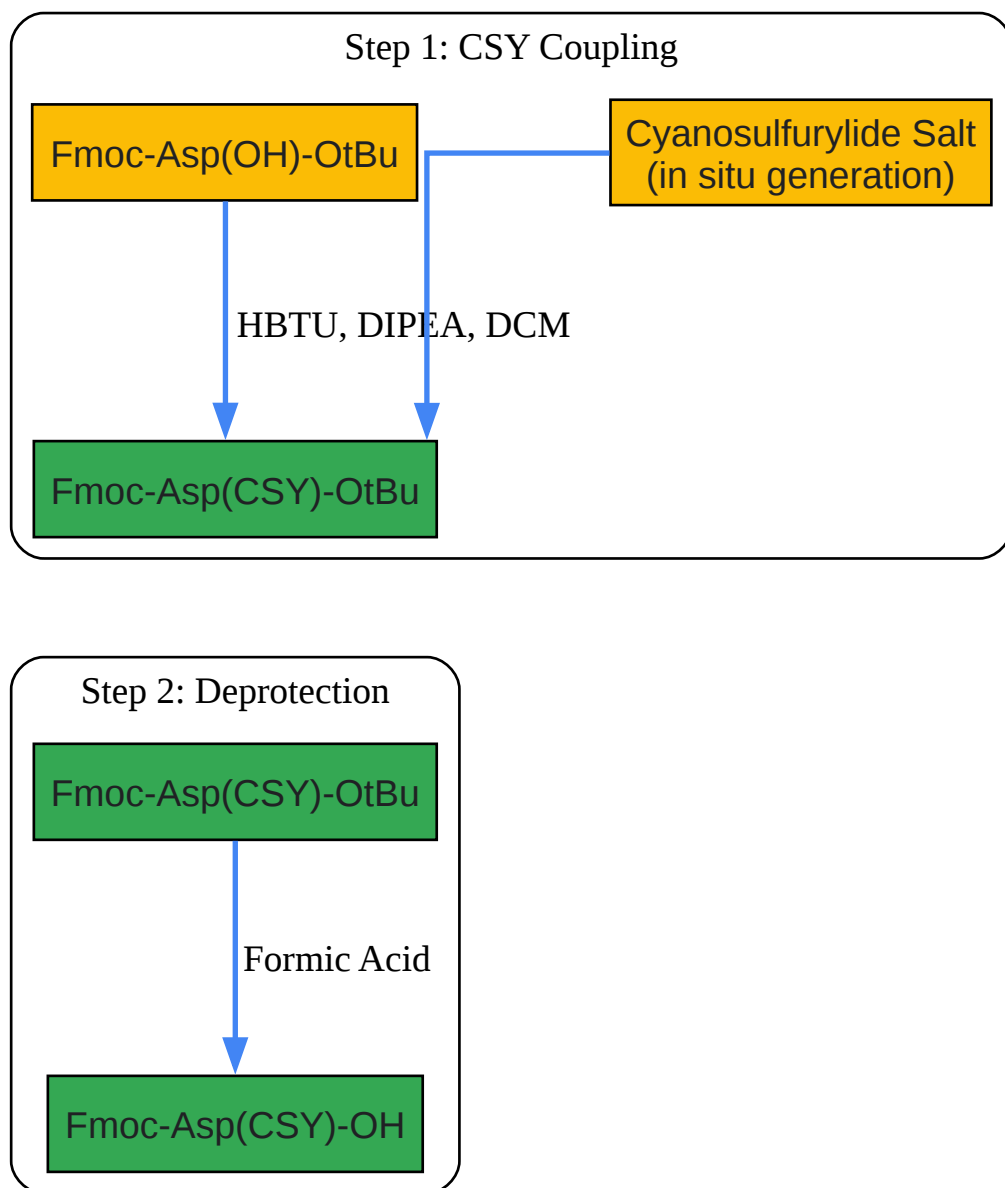 Step 1: CSY Coupling
Fmoc-Asp(OH)-OtBu
Cyanosulfurylide Salt
(in situ generation)
HBTU, DIPEA, DCM
Fmoc-Asp(CSY)-OtBu
Step 2: Deprotection
Fmoc-Asp(CSY)-OtBu
Formic Acid
Fmoc-Asp(CSY)-OH